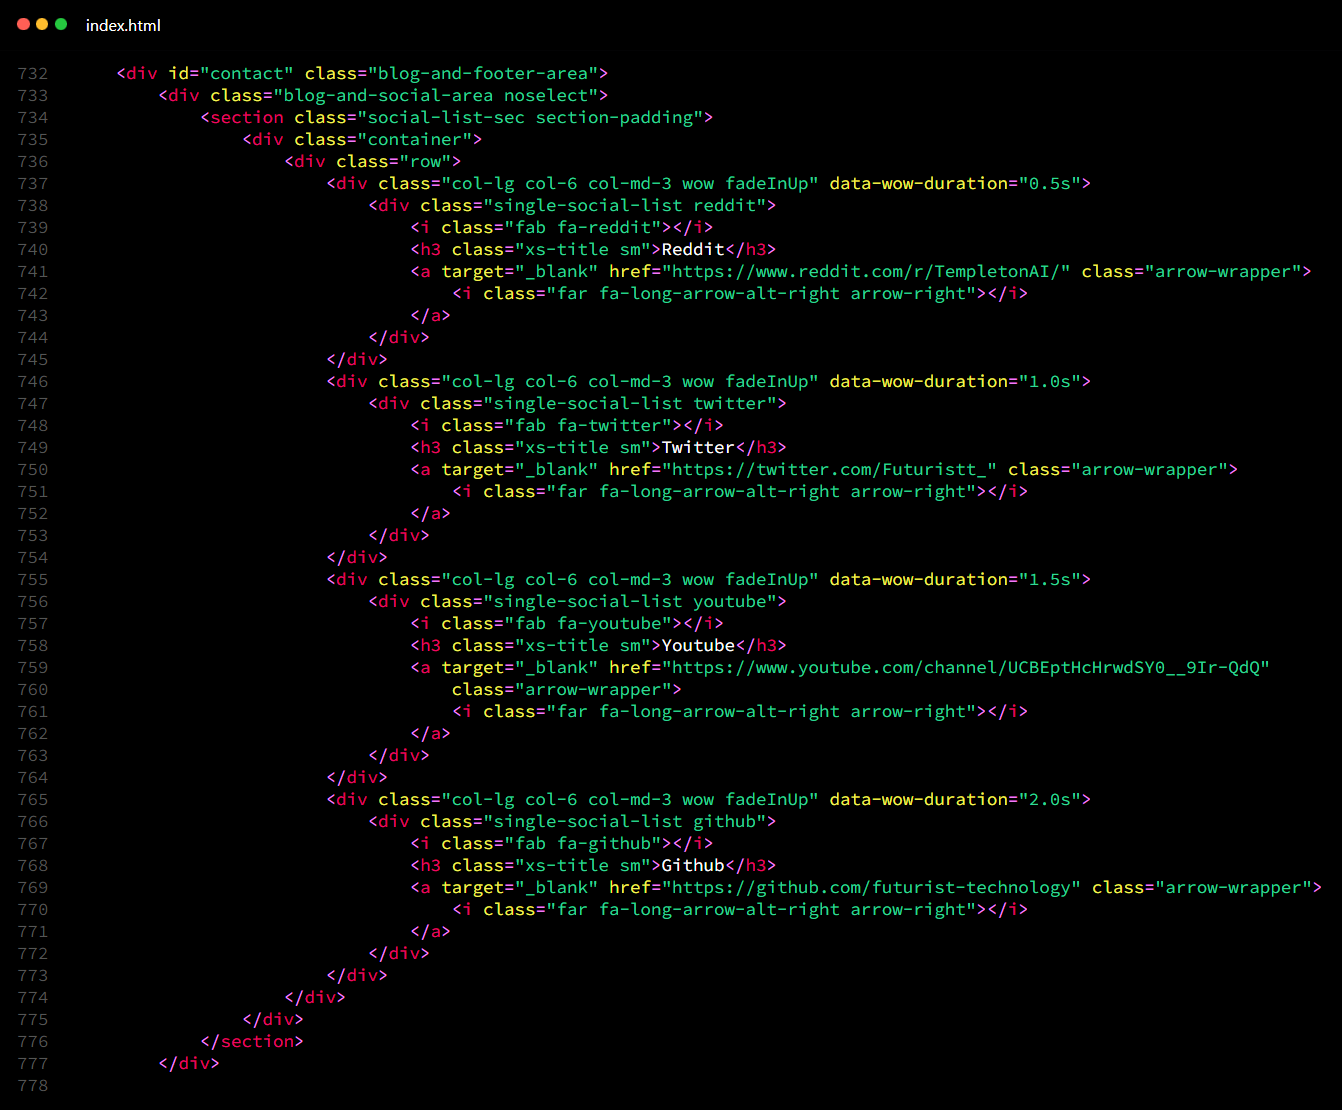 index.html
732 <div id="contact" class="blog-and-footer-area">
733 <div class="blog-and-social-area noselect">
734 <section class="social-list-sec section-padding">
735 <div class="container">
736 <div class="row">
737 <div class="col-lg col-6 col-md-3 wow fadeInUp" data-wow-duration="0.5s">
738 <div class="single-social-list reddit">
739 <i class="fab fa-reddit"></i>
740 <h3 class="xs-title sm">Reddit</h3>
741 <a target="_blank" href="https://www.reddit.com/r/TempletonAI/" class="arrow-wrapper">
742 <i class="far fa-long-arrow-alt-right arrow-right"></i>
743 </a>
744 </div>
745 </div>
746 <div class="col-lg col-6 col-md-3 wow fadeInUp" data-wow-duration="1.0s">
747 <div class="single-social-list twitter">
748 <i class="fab fa-twitter"></i>
749 <h3 class="xs-title sm">Twitter</h3>
750 <a target="_blank" href="https://twitter.com/Futuristt_" class="arrow-wrapper">
751 <i class="far fa-long-arrow-alt-right arrow-right"></i>
752 </a>
753 </div>
754 </div>
755 <div class="col-lg col-6 col-md-3 wow fadeInUp" data-wow-duration="1.5s">
756 <div class="single-social-list youtube">
757 <i class="fab fa-youtube"></i>
758 <h3 class="xs-title sm">Youtube</h3>
759 <a target="_blank" href="https://www.youtube.com/channel/UCBEptHcHrwdSY0__9Ir-QdQ"
760 class="arrow-wrapper">
761 <i class="far fa-long-arrow-alt-right arrow-right"></i>
762 </a>
763 </div>
764 </div>
765 <div class="col-lg col-6 col-md-3 wow fadeInUp" data-wow-duration="2.0s">
766 <div class="single-social-list github">
767 <i class="fab fa-github"></i>
768 <h3 class="xs-title sm">Github</h3>
769 <a target="_blank" href="https://github.com/futurist-technology" class="arrow-wrapper">
770 <i class="far fa-long-arrow-alt-right arrow-right"></i>
771 </a>
772 </div>
773 </div>
774 </div>
775 </div>
776 </section>
777 </div>
778